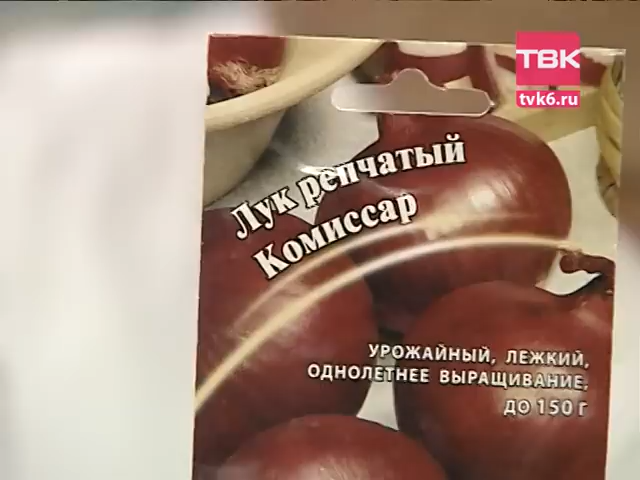 ТВК
tvk6.ru
Лук репчатый
Комиссар
УРОЖАЙНЫЙ, ЛЕЖКИЙ,
ОДНОЛЕТНЕЕ ВЫРАЩИВАНИЕ,
ДО 150 Г